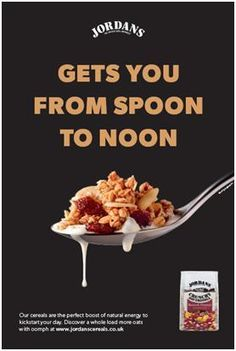 JORDANS
GETS YOU
FROM SPOON
TO NOON
Our cereals are the perfect boost of natural energy to
kickstart your day. Discover a whole load more oats
with oomph at www.jordanscereals.co.uk
JORDANS
CRUNCHY